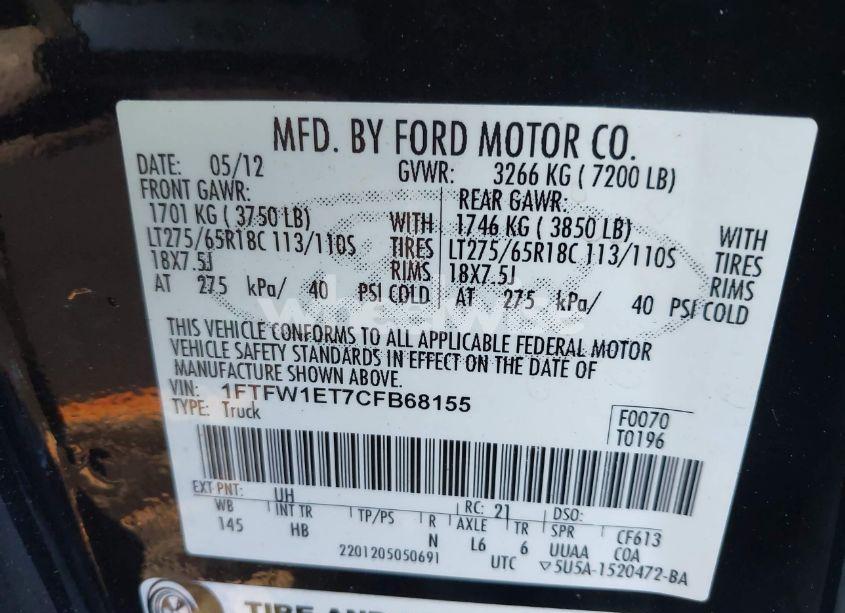 MFD. BY FORD MOTOR CO.
DATE: 05/12 GVWR: 3266 KG ( 7200 LB)
FRONT GAWR: REAR GAWR:
1701 KG ( 3750 LB) WITH 1746 KG ( 3850 LB) WITH
LT275/65R18C 113/110S TIRES LT275/65R18C 113/110S TIRES
18X7.5J RIMS 18X7.5J RIMS
AT 275 kPa/ 40 PSI COLD AT 275 kPa/ 40 PSI COLD
THIS VEHICLE CONFORMS TO ALL APPLICABLE FEDERAL MOTOR
VEHICLE SAFETY STANDARDS IN EFFECT ON THE DATE OF
MANUFACTURE SHOWN ABOVE.
VIN: 1FTFW1ET7CFB68155
TYPE: Truck
F0070
T0196
EXT PNT: UH RC: 21 DSO:
WB INT TR TP/PS R AXLE TR SPR CF613
145 HB N L6 6 UUAA COA
2201205050691 UTC ▽5U5A-1520472-BA
TIRE AND